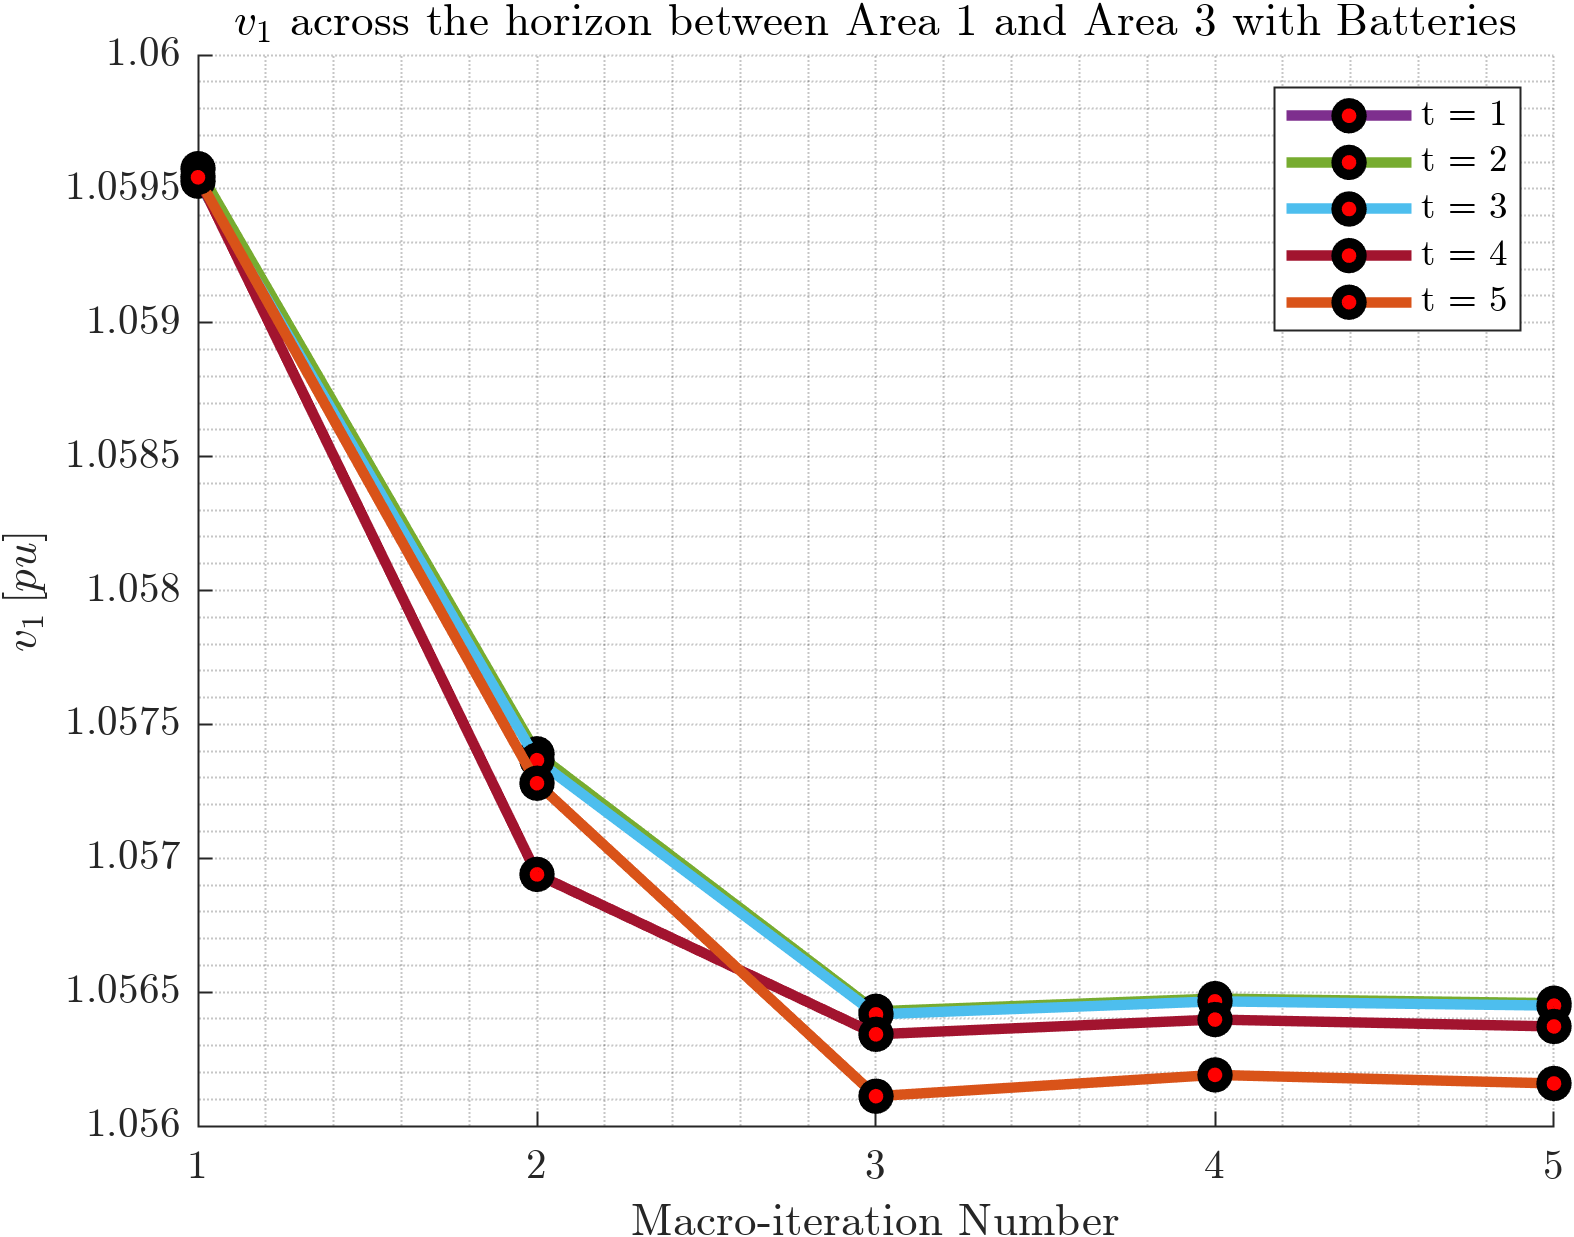 v₁ across the horizon between Area 1 and Area 3 with Batteries
1.06
1.0595
1.059
1.0585
1.058
1.0575
1.057
1.0565
1.056
v₁ [pu]
t = 1
t = 2
t = 3
t = 4
t = 5
1 2 3 4 5
Macro-iteration Number